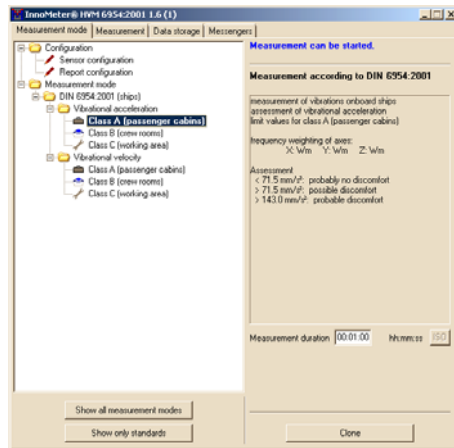 InnoMeter® HVM 6954:2001 1.6 (1)
Measurement mode
Measurement
Data storage
Messengers
Configuration
Sensor configuration
Report configuration
Measurement mode
DIN 6954:2001 (ships)
Vibrational acceleration
Class A (passenger cabins)
Class B (crew rooms)
Class C (working area)
Vibrational velocity
Class A (passenger cabins)
Class B (crew rooms)
Class C (working area)
Show all measurement modes
Show only standards
Measurement can be started.
Measurement according to DIN 6954:2001
measurement of vibrations onboard ships
assessment of vibrational acceleration
limit values for class A (passenger cabins)
frequency weighting of axes:
X: Wm Y: Wm Z: Wm
Assessment
< 71.5 mm/s²: probably no discomfort
> 71.5 mm/s²: possible discomfort
> 143.0 mm/s²: probable discomfort
Measurement duration 00:01:00 hh:mm:ss ISO
Clone